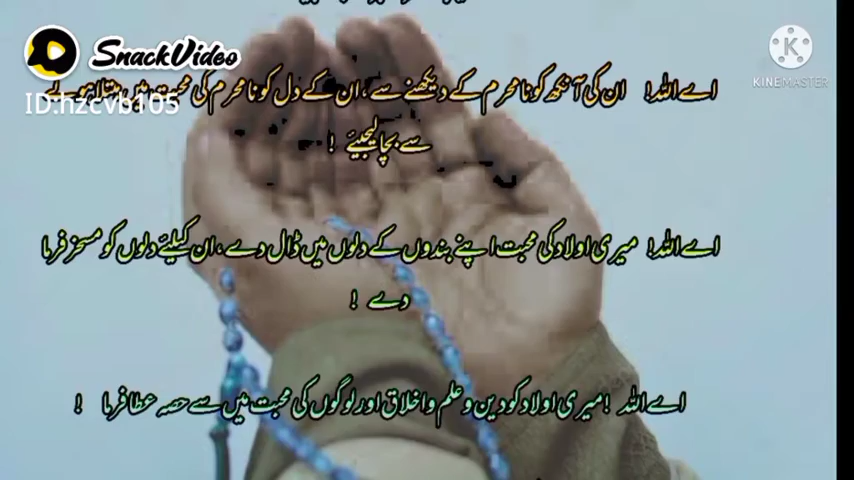 SnackVideo
ID:hzcvb105
K
KINEMASTER
اے اللہ! ان کی آنکھ کو نامحرم کے دیکھنے سے، ان کے دل کو نامحرم کی محبت میں مبتلا ہونے
سے بچا لیجیئے !
اے اللہ! میری اولاد کی محبت اپنے بندوں کے دلوں میں ڈال دے، ان کیلئے دلوں کو مسخر فرما
دے !
اے اللہ ! میری اولاد کو دین و علم و اخلاق اور لوگوں کی محبت میں سے حصہ عطا فرما !